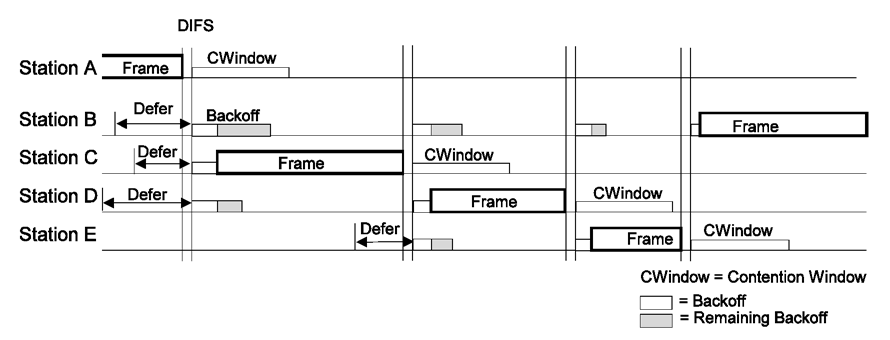 DIFS
Station A
Frame
CWindow
Station B
Defer
Backoff
Frame
Station C
Defer
Frame
CWindow
Station D
Defer
Frame
CWindow
Station E
Defer
Frame
CWindow
CWindow = Contention Window
= Backoff
= Remaining Backoff